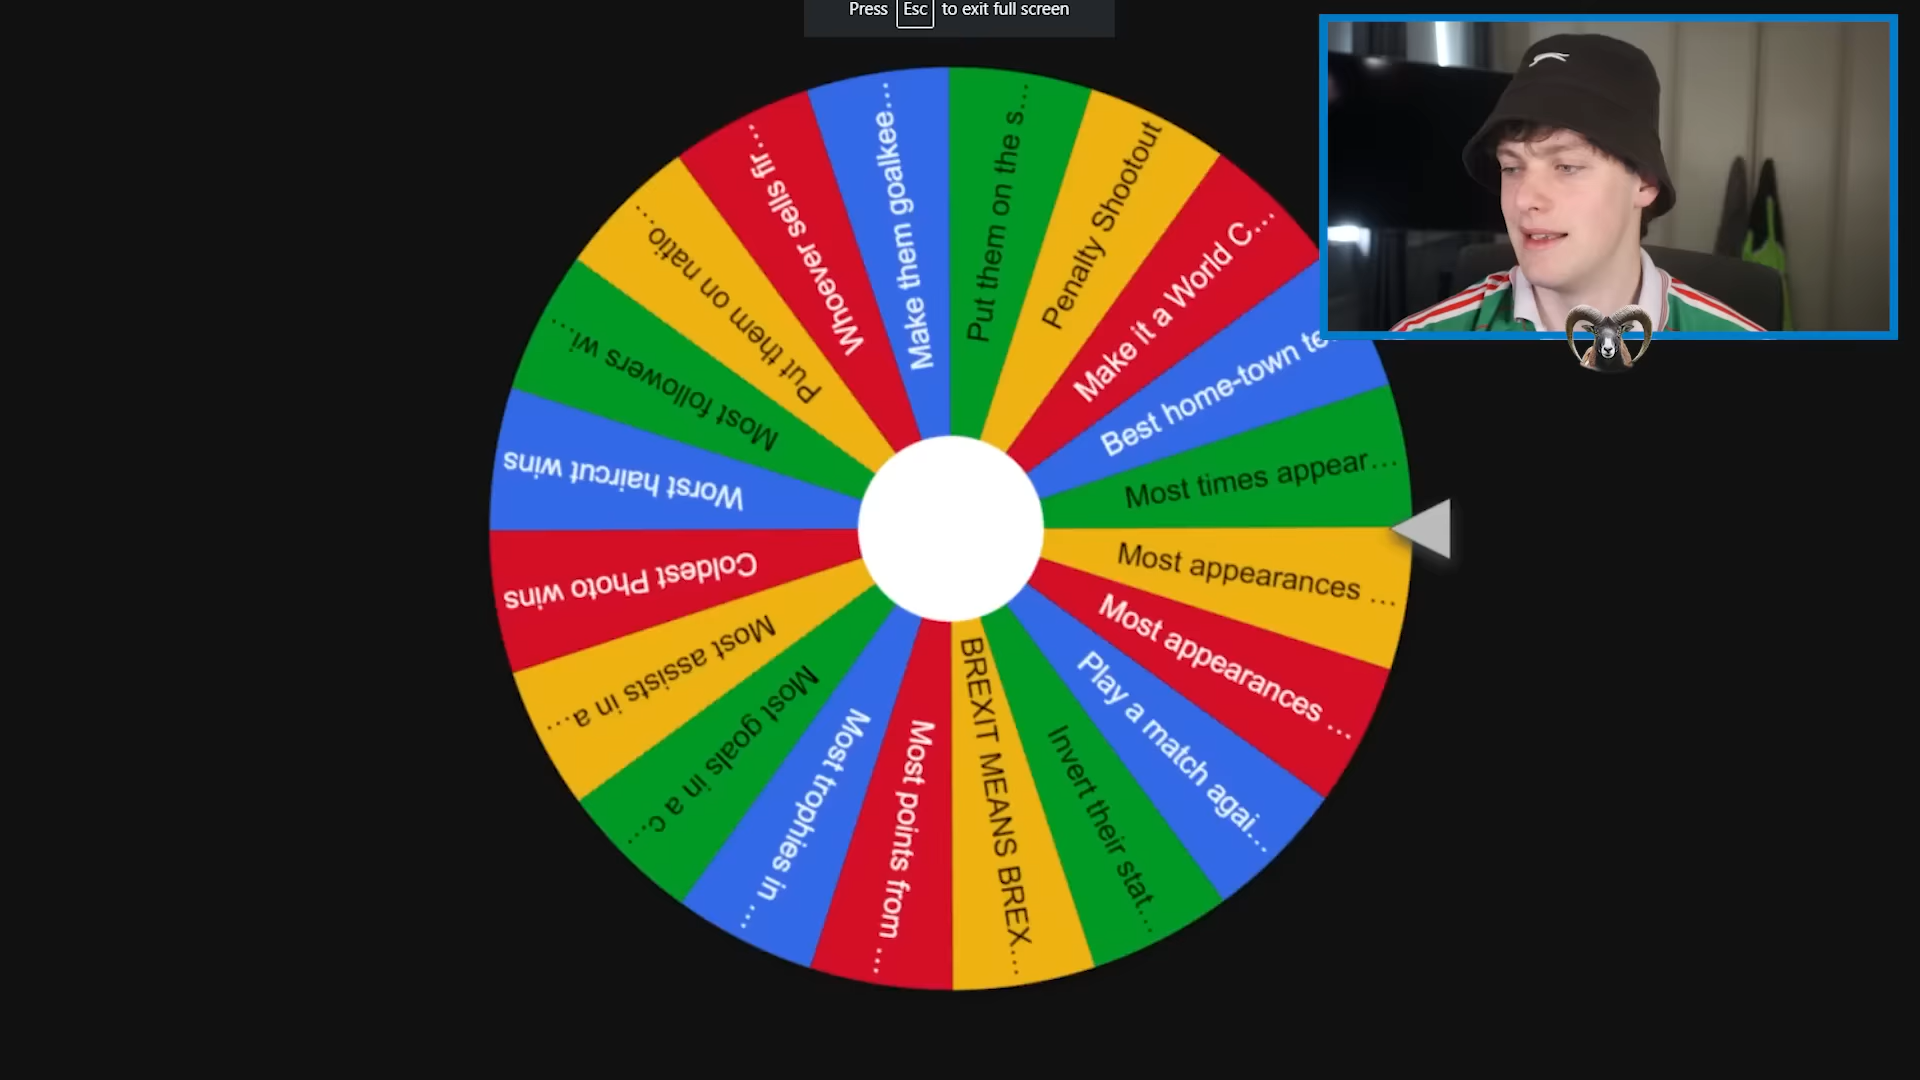 Press Esc to exit full screen
Put them on the s...
Penalty Shootout
Make it a World C...
Best home-town te
Most times appear...
Most appearances ...
Most appearances ...
Play a match agai...
Invert their stat...
BREXIT MEANS BREX...
Most points from ...
Most trophies in ...
Most goals in a c...
Most assists in a...
Coldest Photo wins
Worst haircut wins
Most followers wi...
Put them on natio...
Whoever sells fir...
Make them goalkee...